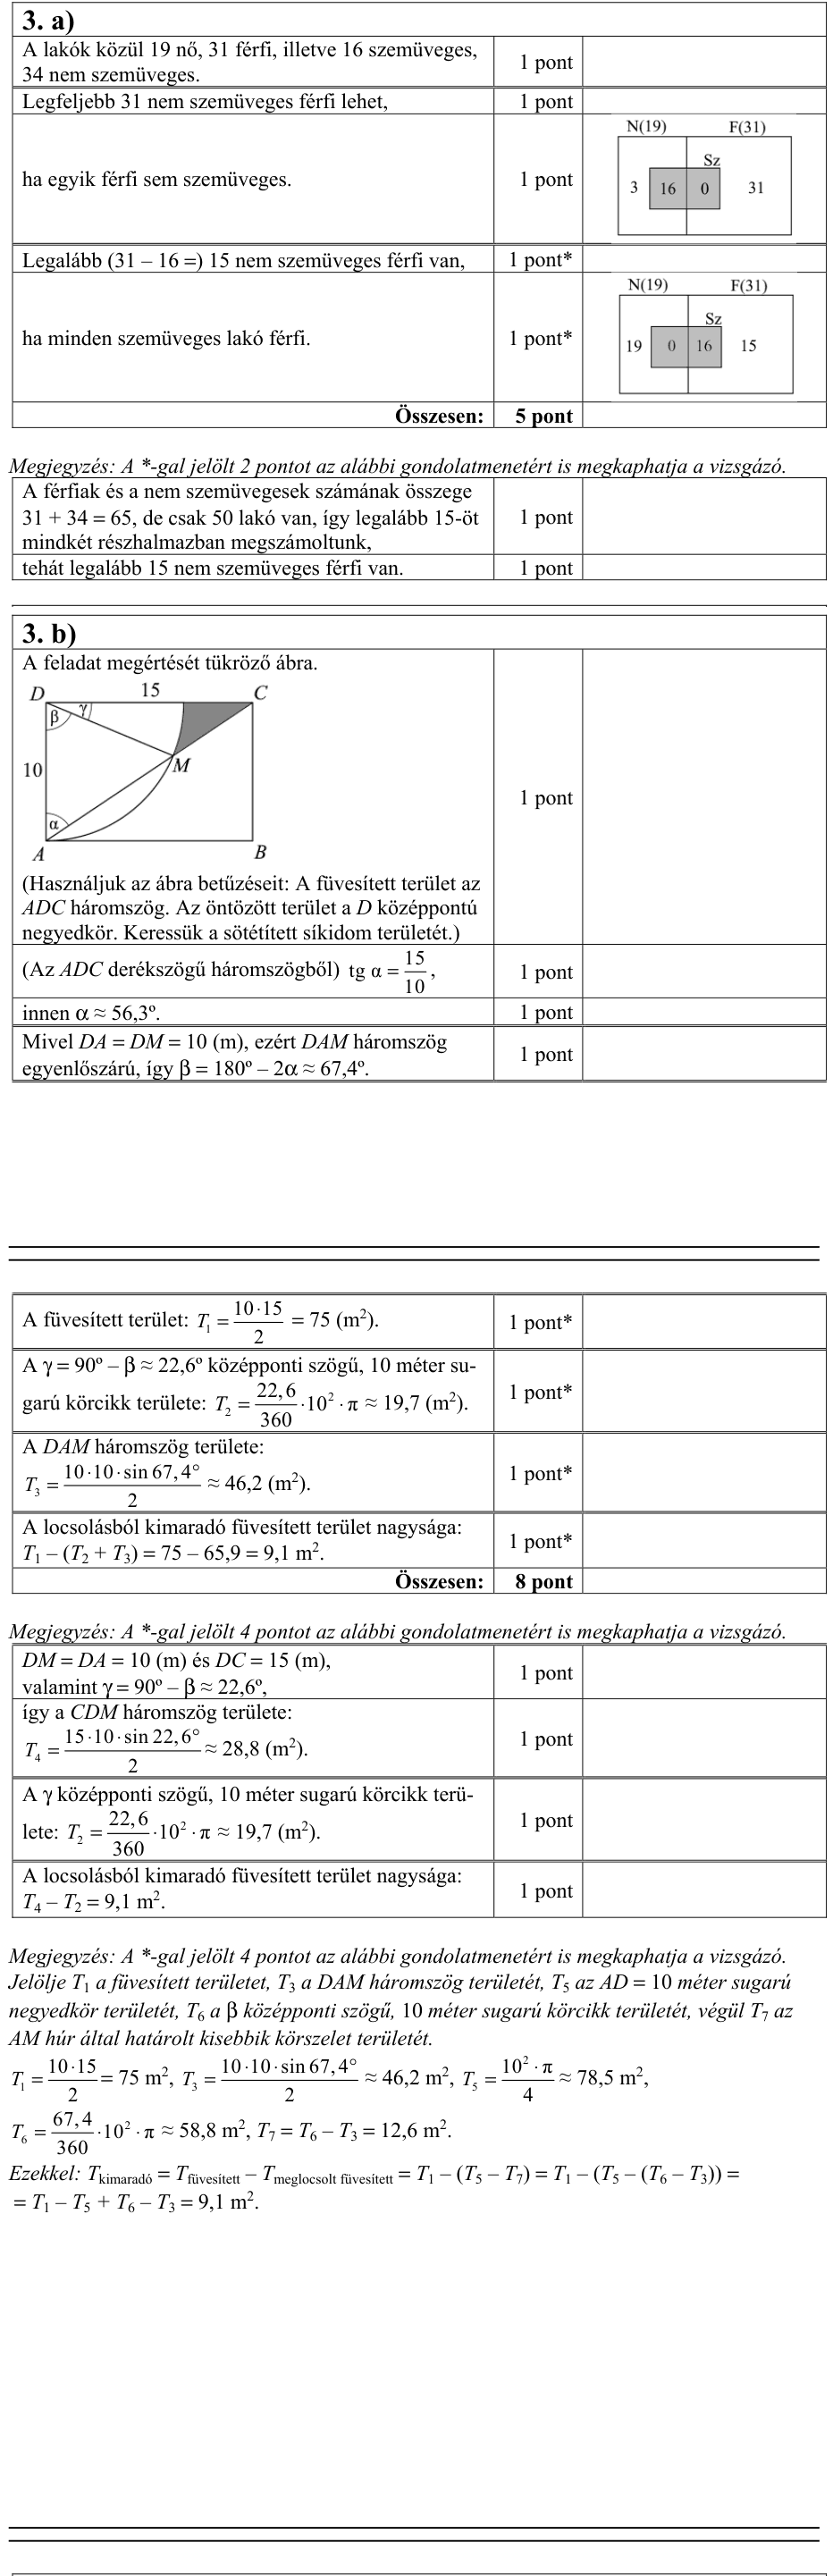 3. a)
A lakók közül 19 nő, 31 férfi, illetve 16 szemüveges,
34 nem szemüveges.
1 pont
Legfeljebb 31 nem szemüveges férfi lehet,
1 pont
ha egyik férfi sem szemüveges.
1 pont
N(19) F(31)
Sz
3 16 0 31
Legalább (31 – 16 =) 15 nem szemüveges férfi van,
1 pont*
ha minden szemüveges lakó férfi.
1 pont*
N(19) F(31)
Sz
19 0 16 15
Összesen: 5 pont
Megjegyzés: A *-gal jelölt 2 pontot az alábbi gondolatmenetért is megkaphatja a vizsgázó.
A férfiak és a nem szemüvegesek számának összege
31 + 34 = 65, de csak 50 lakó van, így legalább 15-öt
mindkét részhalmazban megszámoltunk,
1 pont
tehát legalább 15 nem szemüveges férfi van.
1 pont
3. b)
A feladat megértését tükröző ábra.
D 15 C
β γ
10
M
α
A B
(Használjuk az ábra betűzéseit: A füvesített terület az
ADC háromszög. Az öntözött terület a D középpontú
negyedkör. Keressük a sötétített síkidom területét.)
1 pont
(Az ADC derékszögű háromszögből) tg α = 15/10,
1 pont
innen α ≈ 56,3º.
1 pont
Mivel DA = DM = 10 (m), ezért DAM háromszög
egyenlőszárú, így β = 180º – 2α ≈ 67,4º.
1 pont
A füvesített terület: T₁ = 10·15/2 = 75 (m²).
1 pont*
A γ = 90º – β ≈ 22,6º középponti szögű, 10 méter su-
garú körcikk területe: T₂ = 22,6/360 ·10² · π ≈ 19,7 (m²).
1 pont*
A DAM háromszög területe:
T₃ = 10·10·sin 67,4°/2 ≈ 46,2 (m²).
1 pont*
A locsolásból kimaradó füvesített terület nagysága:
T₁ – (T₂ + T₃) = 75 – 65,9 = 9,1 m².
1 pont*
Összesen: 8 pont
Megjegyzés: A *-gal jelölt 4 pontot az alábbi gondolatmenetért is megkaphatja a vizsgázó.
DM = DA = 10 (m) és DC = 15 (m),
valamint γ = 90º – β ≈ 22,6º,
1 pont
így a CDM háromszög területe:
T₄ = 15·10·sin 22,6°/2 ≈ 28,8 (m²).
1 pont
A γ középponti szögű, 10 méter sugarú körcikk terü-
lete: T₂ = 22,6/360 ·10² · π ≈ 19,7 (m²).
1 pont
A locsolásból kimaradó füvesített terület nagysága:
T₄ – T₂ = 9,1 m².
1 pont
Megjegyzés: A *-gal jelölt 4 pontot az alábbi gondolatmenetért is megkaphatja a vizsgázó.
Jelölje T₁ a füvesített területet, T₃ a DAM háromszög területét, T₅ az AD = 10 méter sugarú
negyedkör területét, T₆ a β középponti szögű, 10 méter sugarú körcikk területét, végül T₇ az
AM húr által határolt kisebbik körszelet területét.
T₁ = 10·15/2 = 75 m², T₃ = 10·10·sin 67,4°/2 ≈ 46,2 m², T₅ = 10² · π/4 ≈ 78,5 m²,
T₆ = 67,4/360 ·10² · π ≈ 58,8 m², T₇ = T₆ – T₃ = 12,6 m².
Ezekkel: Tkimaradó = Tfüvesített – Tmeglocsolt füvesített = T₁ – (T₅ – T₇) = T₁ – (T₅ – (T₆ – T₃)) =
= T₁ – T₅ + T₆ – T₃ = 9,1 m².